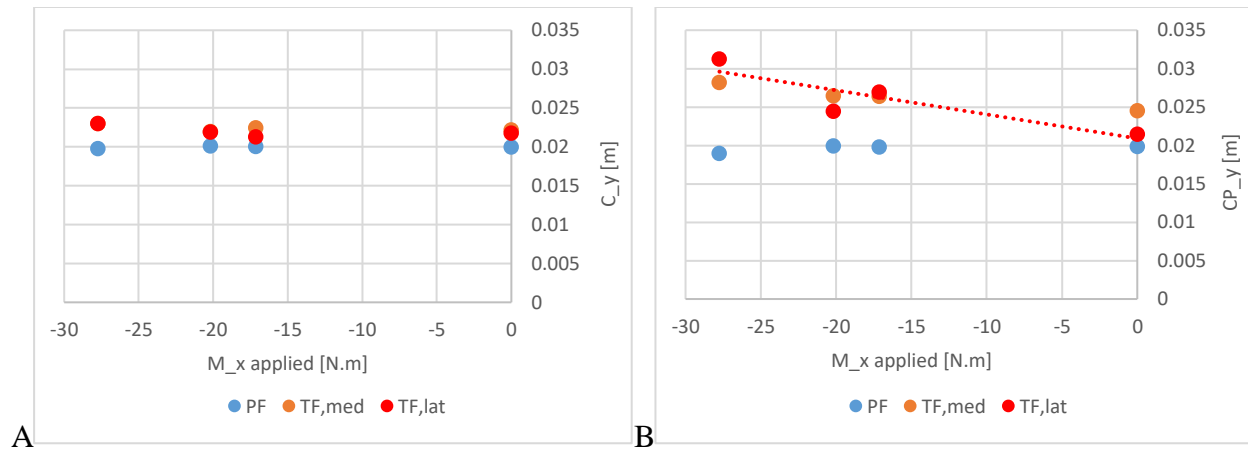 0.035
0.03
0.025
0.02
0.015
0.01
0.005
0
C_y [m]
-30 -25 -20 -15 -10 -5 0
M_x applied [N.m]
PF TF,med TF,lat
A
0.035
0.03
0.025
0.02
0.015
0.01
0.005
0
CP_y [m]
-30 -25 -20 -15 -10 -5 0
M_x applied [N.m]
PF TF,med TF,lat
B